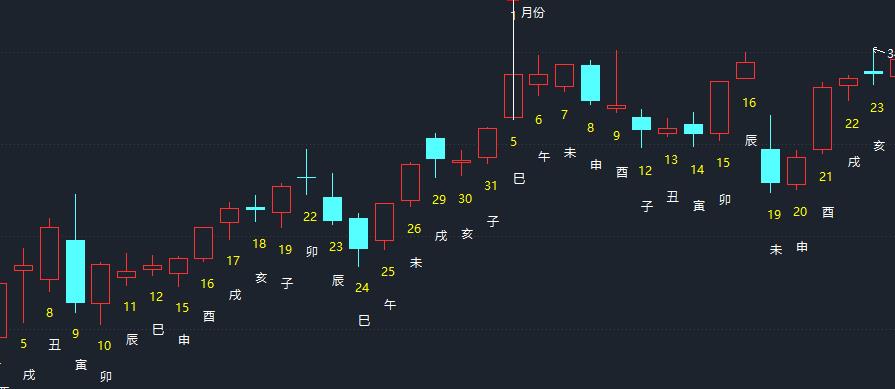 1 月份
5 戌
8 丑
9 寅
10 卯
11 辰
12 巳
15 申
16 酉
17 戌
18 亥
19 子
22 卯
23 辰
24 巳
25 午
26 未
29 戌
30 亥
31 子
5 巳
6 午
7 未
8 申
9 酉
12 子
13 丑
14 寅
15 卯
16 辰
19 未
20 申
21 酉
22 戌
23 亥